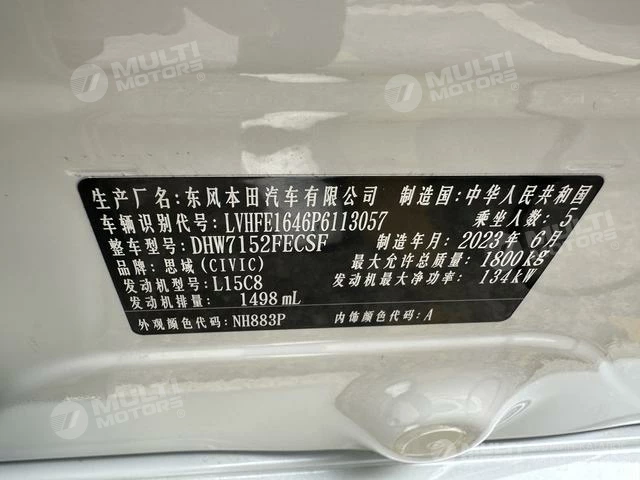 MULTI MOTORS®
MULTI MOTORS
生产厂名:东风本田汽车有限公司 制造国:中华人民共和国
车辆识别代号:LVHFE1646P6113057 乘坐人数:5
整车型号:DHW7152FECSF 制造年月:2023年6月
品牌:思域(CIVIC) 最大允许总质量:1800kg
发动机型号:L15C8 发动机最大净功率:134kW
发动机排量:1498mL
外观颜色代码:NH883P 内饰颜色代码:A
MULTI MOTORS®
MULTI MOTORS